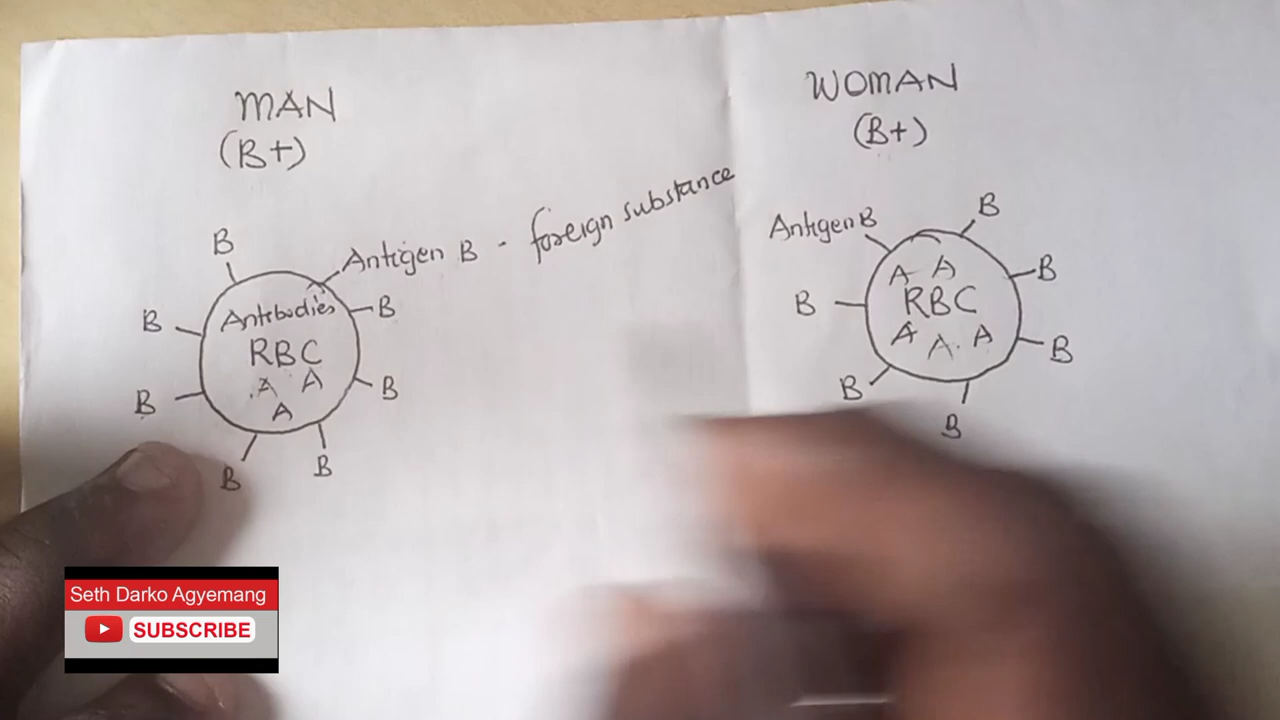 MAN
(B+)
B
Antigen B - foreign substance
B
B
Antibodies
RBC
A A
A
B
B
B
B
WOMAN
(B+)
Antigen B
B
B
B
A A
RBC
A A A
B
B
B
Seth Darko Agyemang
SUBSCRIBE